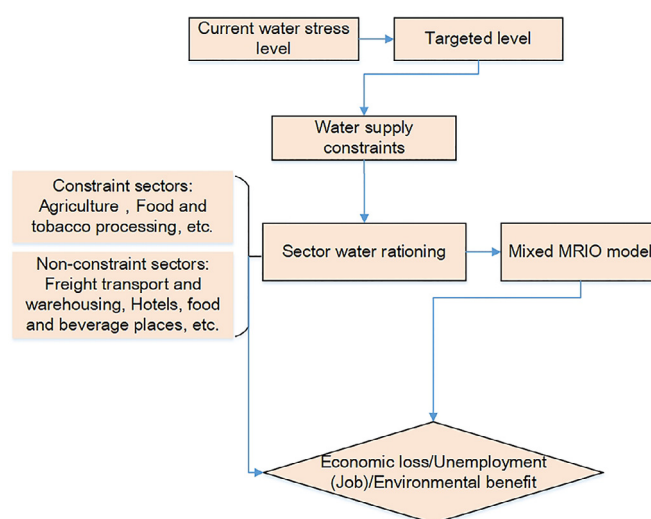 Current water stress
level
Targeted level
Water supply
constraints
Constraint sectors:
Agriculture , Food and
tobacco processing, etc.
Sector water rationing
Mixed MRIO model
Non-constraint sectors:
Freight transport and
warehousing, Hotels, food
and beverage places, etc.
Economic loss/Unemployment
(Job)/Environmental benefit